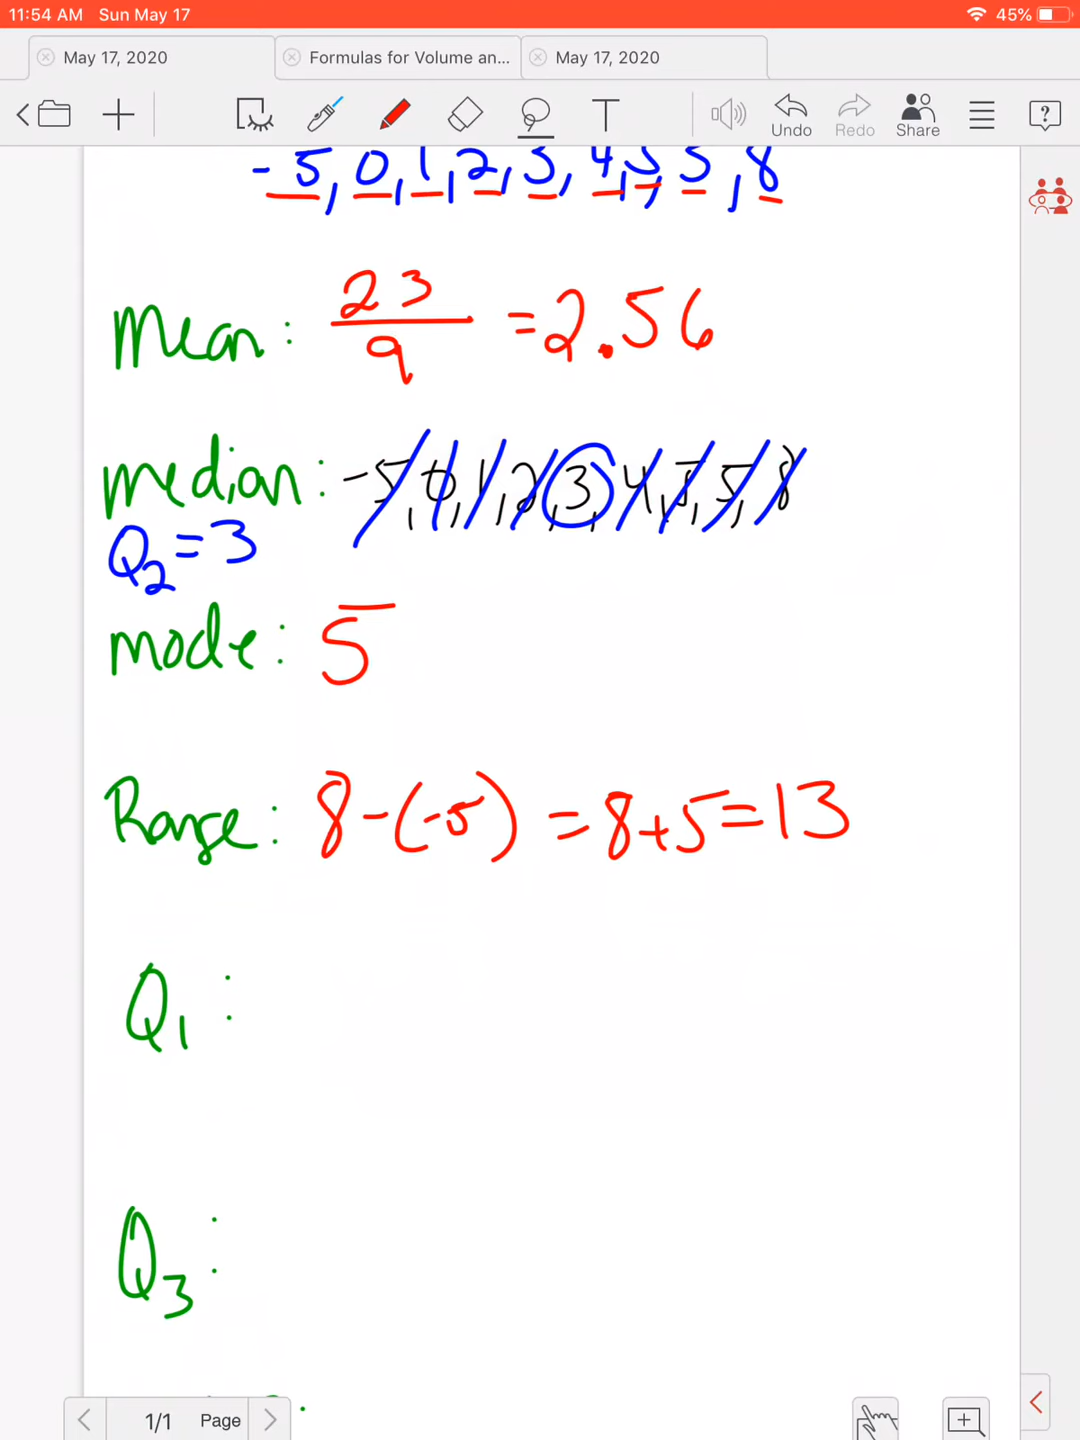 11:54 AM Sun May 17 45%
May 17, 2020 Formulas for Volume an... May 17, 2020
T Undo Redo Share ?
-5, 0, 1, 2, 3, 4, 5, 5, 8
Mean: 23/9 = 2.56
median: -5, 0, 1, 2, 3, 4, 5, 5, 8
Q2 = 3
mode: 5
Range: 8-(-5) = 8+5 = 13
Q1:
Q3:
1/1 Page